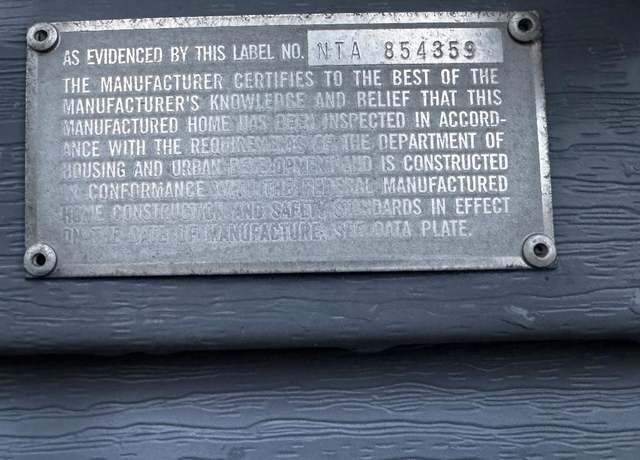 AS EVIDENCED BY THIS LABEL NO. NTA 854359
THE MANUFACTURER CERTIFIES TO THE BEST OF THE
MANUFACTURER'S KNOWLEDGE AND BELIEF THAT THIS
MANUFACTURED HOME HAS BEEN INSPECTED IN ACCORD-
ANCE WITH THE REQUIREMENTS OF THE DEPARTMENT OF
HOUSING AND URBAN DEVELOPMENT AND IS CONSTRUCTED
IN CONFORMANCE WITH THE FEDERAL MANUFACTURED
HOME CONSTRUCTION AND SAFETY STANDARDS IN EFFECT
ON THE DATE OF MANUFACTURE. SEE DATA PLATE.